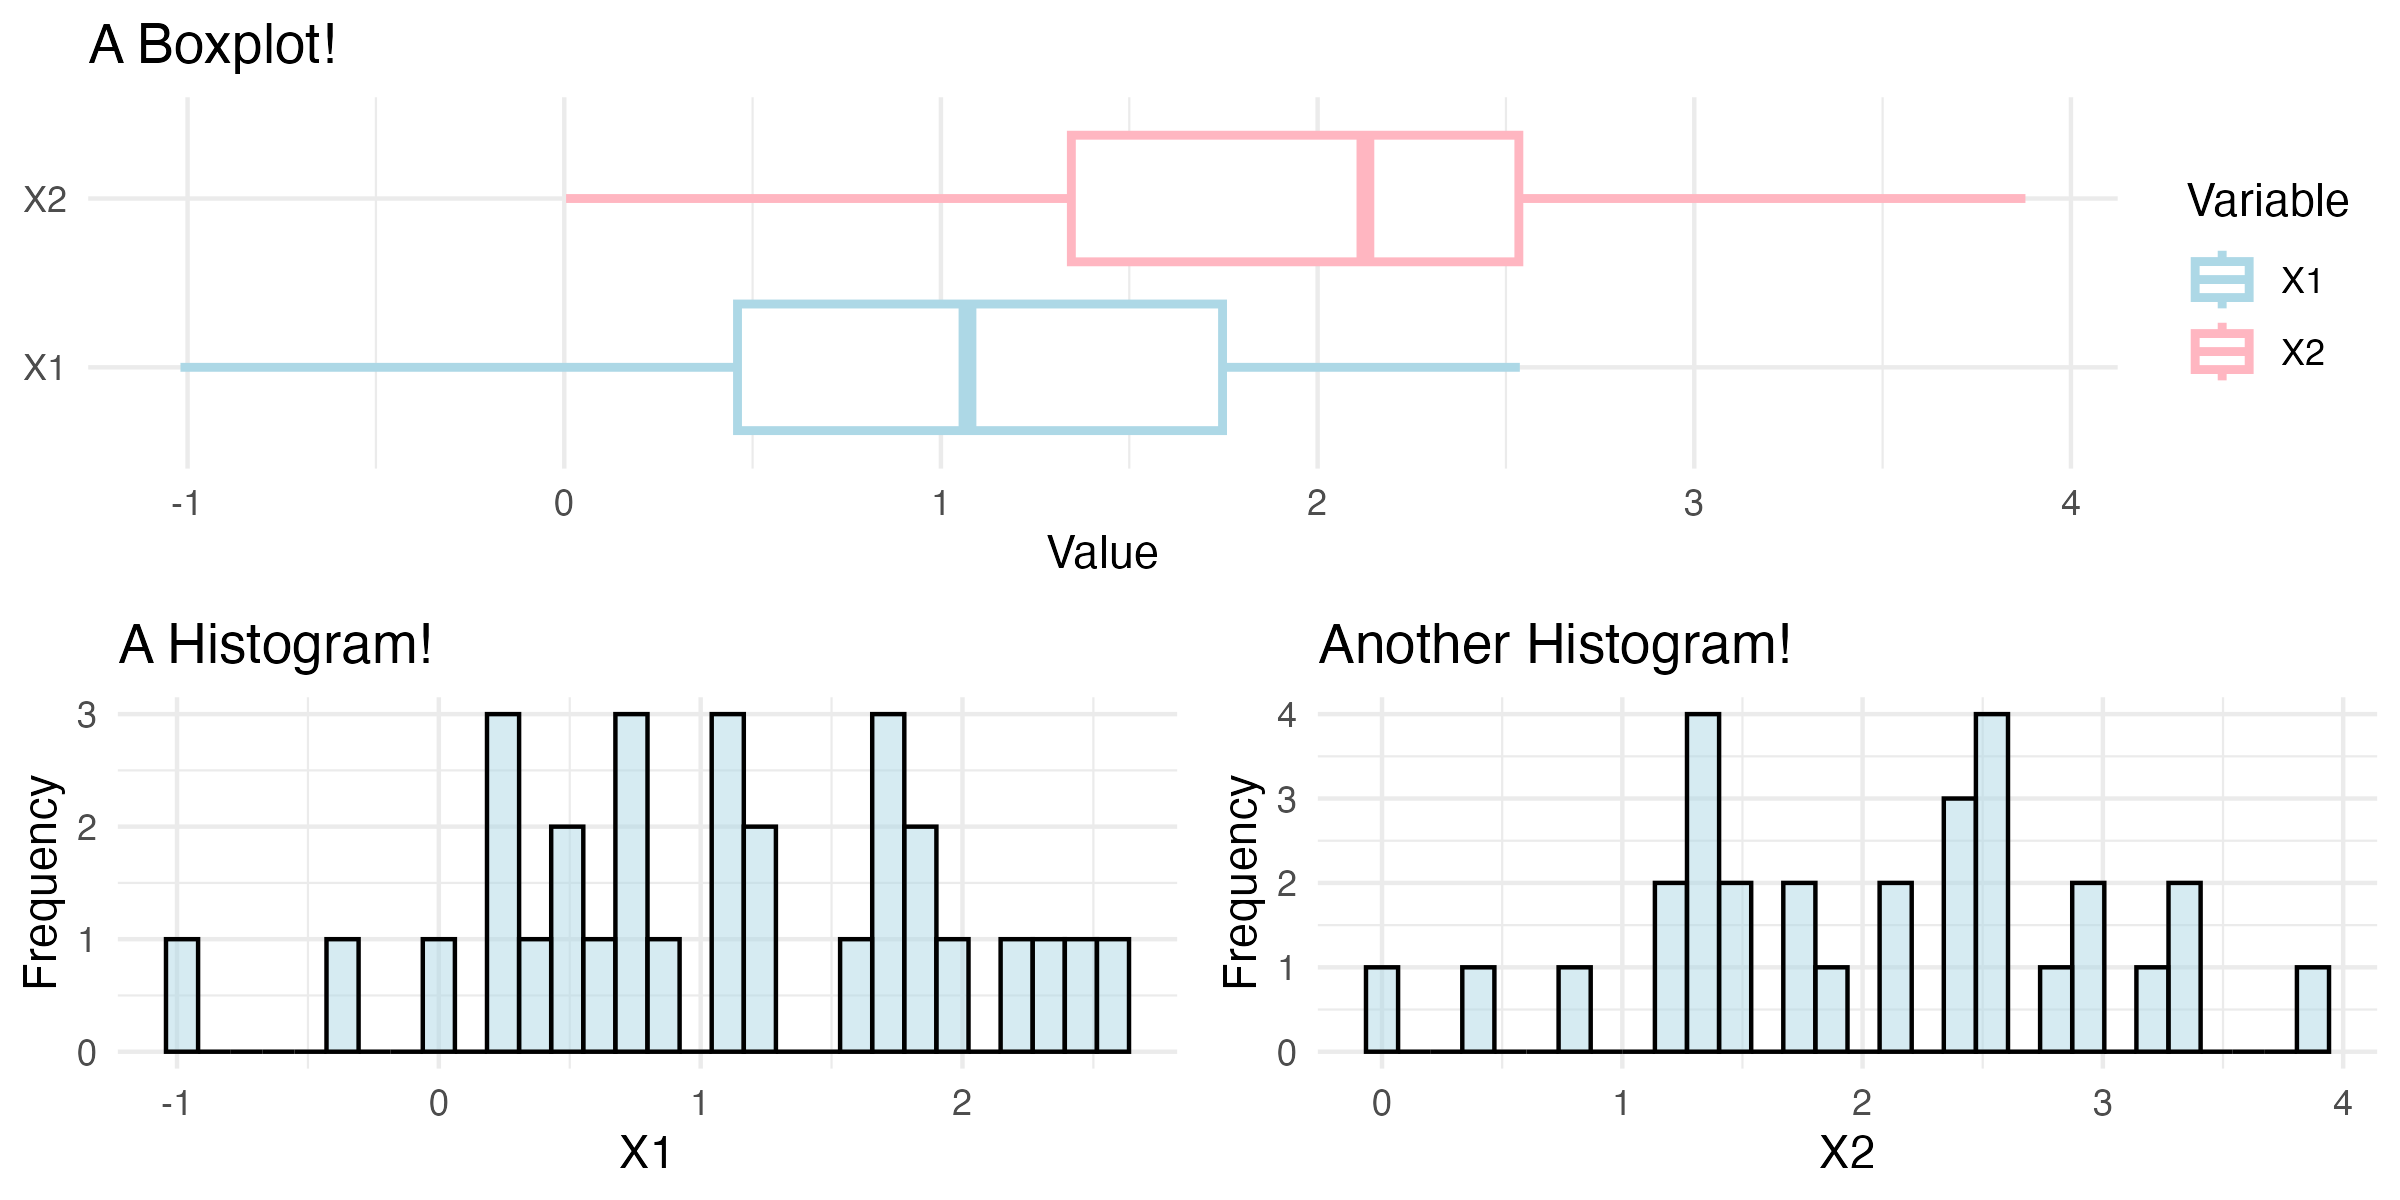 A Boxplot!
X2
X1
-1 0 1 2 3 4
Value
Variable
X1
X2
A Histogram!
3
2
1
0
Frequency
-1 0 1 2
X1
Another Histogram!
4
3
2
1
0
Frequency
0 1 2 3 4
X2